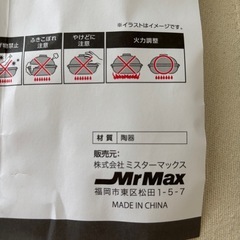 ※イラストはイメージです。
禁止
ふきこぼれ
注意
やけどに
注意
火力調整
材質 陶器
販売元:
株式会社 ミスターマックス
MrMax
福岡市東区松田1-5-7
MADE IN CHINA